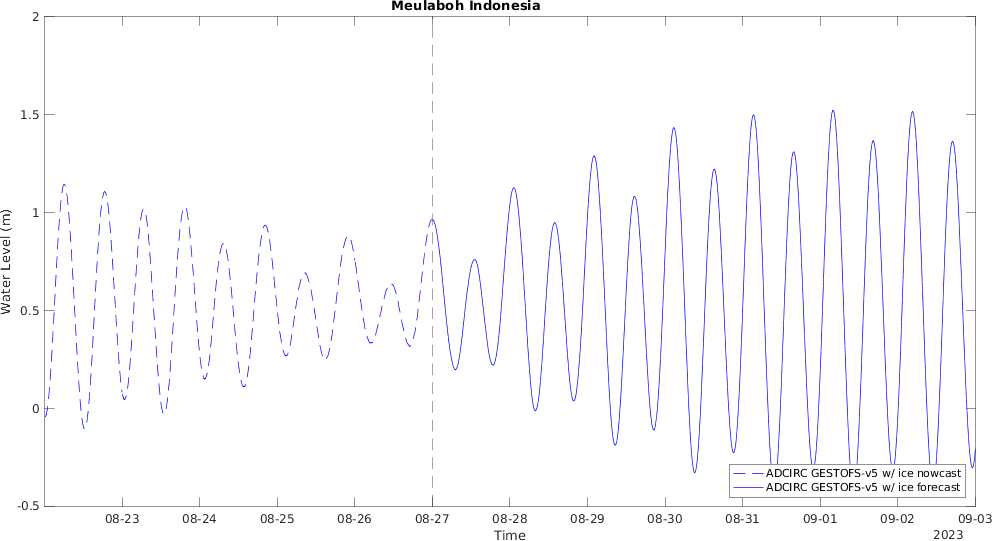 Meulaboh Indonesia
2
1.5
1
0.5
0
-0.5
Water Level (m)
ADCIRC GESTOFS-v5 w/ ice nowcast
ADCIRC GESTOFS-v5 w/ ice forecast
08-23 08-24 08-25 08-26 08-27 08-28 08-29 08-30 08-31 09-01 09-02 09-03
Time
2023